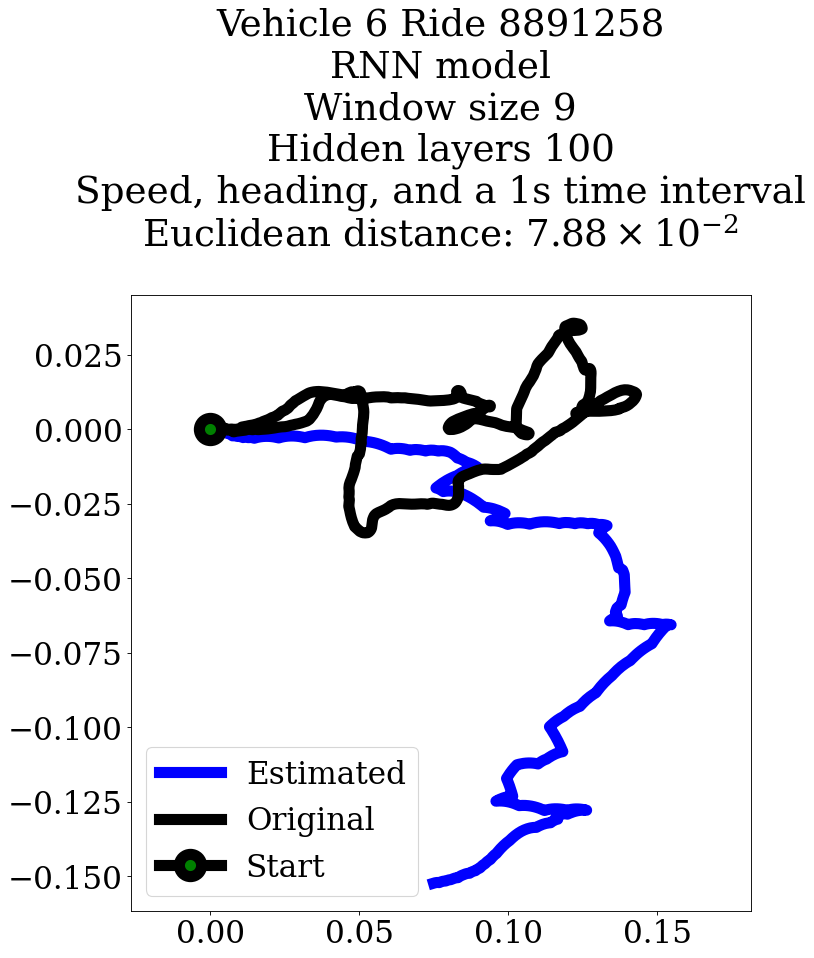 Vehicle 6 Ride 8891258
RNN model
Window size 9
Hidden layers 100
Speed, heading, and a 1s time interval
Euclidean distance: 7.88 × 10⁻²
0.025
0.000
−0.025
−0.050
−0.075
−0.100
−0.125
−0.150
Estimated
Original
Start
0.00 0.05 0.10 0.15